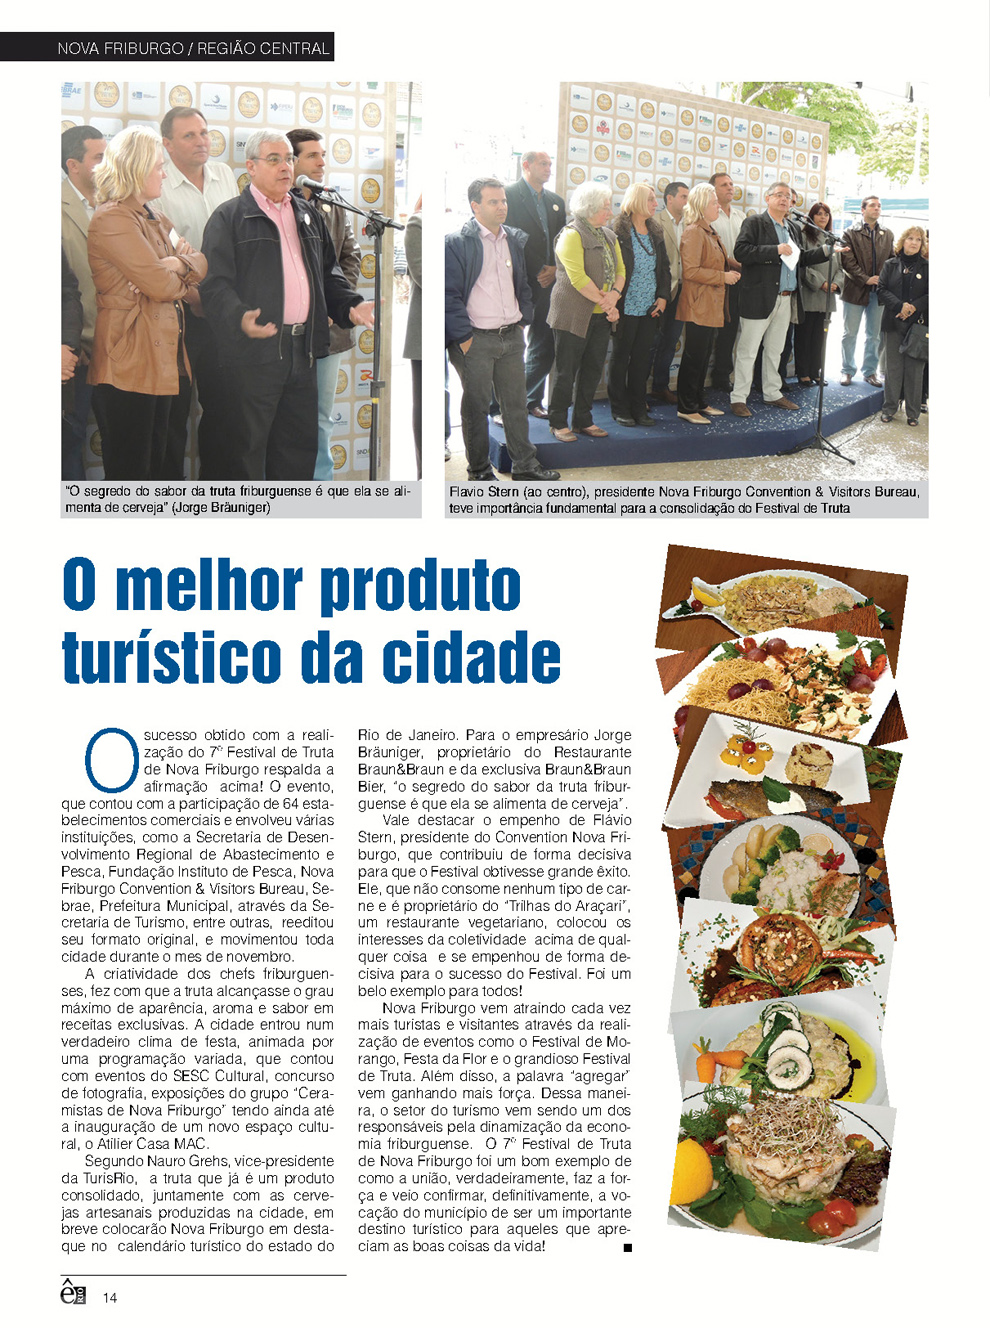 NOVA FRIBURGO / REGIÃO CENTRAL
“O segredo do sabor da truta friburguense é que ela se ali-
menta de cerveja” (Jorge Bräuniger)
Flavio Stern (ao centro), presidente Nova Friburgo Convention & Visitors Bureau,
teve importância fundamental para a consolidação do Festival de Truta
O melhor produto
turístico da cidade
O sucesso obtido com a reali-
zação do 7º Festival de Truta
de Nova Friburgo respalda a
afirmação acima! O evento,
que contou com a participação de 64 esta-
belecimentos comerciais e envolveu várias
instituições, como a Secretaria de Desen-
volvimento Regional de Abastecimento e
Pesca, Fundação Instituto de Pesca, Nova
Friburgo Convention & Visitors Bureau, Se-
brae, Prefeitura Municipal, através da Se-
cretaria de Turismo, entre outras, reeditou
seu formato original, e movimentou toda
cidade durante o mes de novembro.
A criatividade dos chefs friburguen-
ses, fez com que a truta alcançasse o grau
máximo de aparência, aroma e sabor em
receitas exclusivas. A cidade entrou num
verdadeiro clima de festa, animada por
uma programação variada, que contou
com eventos do SESC Cultural, concurso
de fotografia, exposições do grupo “Cera-
mistas de Nova Friburgo” tendo ainda até
a inauguração de um novo espaço cultu-
ral, o Atilier Casa MAC.
Segundo Nauro Grehs, vice-presidente
da TurisRio, a truta que já é um produto
consolidado, juntamente com as cerve-
jas artesanais produzidas na cidade, em
breve colocarão Nova Friburgo em desta-
que no calendário turístico do estado do
Rio de Janeiro. Para o empresário Jorge
Bräuniger, proprietário do Restaurante
Braun&Braun e da exclusiva Braun&Braun
Bier, “o segredo do sabor da truta fribur-
guense é que ela se alimenta de cerveja”.
Vale destacar o empenho de Flávio
Stern, presidente do Convention Nova Fri-
burgo, que contribuiu de forma decisiva
para que o Festival obtivesse grande êxito.
Ele, que não consome nenhum tipo de car-
ne e é proprietário do “Trilhas do Araçari”,
um restaurante vegetariano, colocou os
interesses da coletividade acima de qual-
quer coisa e se empenhou de forma de-
cisiva para o sucesso do Festival. Foi um
belo exemplo para todos!
Nova Friburgo vem atraindo cada vez
mais turistas e visitantes através da reali-
zação de eventos como o Festival de Mo-
rango, Festa da Flor e o grandioso Festival
de Truta. Além disso, a palavra “agregar”
vem ganhando mais força. Dessa manei-
ra, o setor do turismo vem sendo um dos
responsáveis pela dinamização da econo-
mia friburguense. O 7º Festival de Truta
de Nova Friburgo foi um bom exemplo de
como a união, verdadeiramente, faz a for-
ça e veio confirmar, definitivamente, a vo-
cação do município de ser um importante
destino turístico para aqueles que apre-
ciam as boas coisas da vida!
ê RIO 14